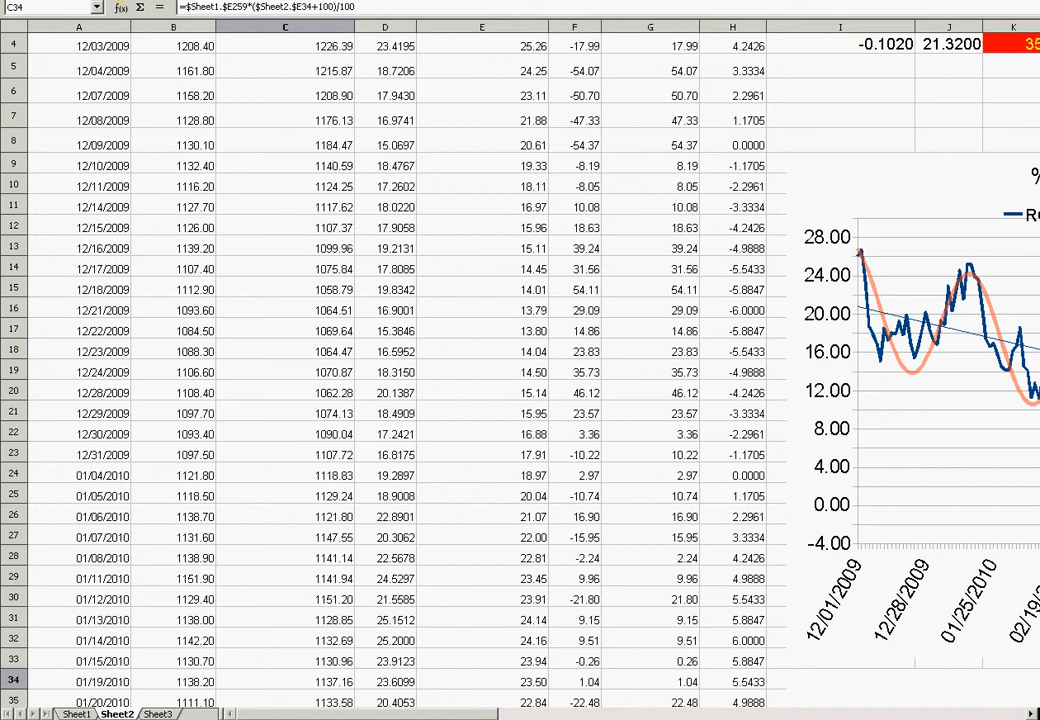 C34 =$Sheet1.$E259*($Sheet2.$E34+100)/100
A B C D E F G H I J K
4 12/03/2009 1208.40 1226.39 23.4195 25.26 -17.99 17.99 4.2426 -0.1020 21.3200 35
5 12/04/2009 1161.80 1215.87 18.7206 24.25 -54.07 54.07 3.3334
6 12/07/2009 1158.20 1208.90 17.9430 23.11 -50.70 50.70 2.2961
7 12/08/2009 1128.80 1176.13 16.9741 21.88 -47.33 47.33 1.1705
8 12/09/2009 1130.10 1184.47 15.0697 20.61 -54.37 54.37 0.0000
9 12/10/2009 1132.40 1140.59 18.4767 19.33 -8.19 8.19 -1.1705
10 12/11/2009 1116.20 1124.25 17.2602 18.11 -8.05 8.05 -2.2961
11 12/14/2009 1127.70 1117.62 18.0220 16.97 10.08 10.08 -3.3334
12 12/15/2009 1126.00 1107.37 17.9058 15.96 18.63 18.63 -4.2426
13 12/16/2009 1139.20 1099.96 19.2131 15.11 39.24 39.24 -4.9888
14 12/17/2009 1107.40 1075.84 17.8085 14.45 31.56 31.56 -5.5433
15 12/18/2009 1112.90 1058.79 19.8342 14.01 54.11 54.11 -5.8847
16 12/21/2009 1093.60 1064.51 16.9001 13.79 29.09 29.09 -6.0000
17 12/22/2009 1084.50 1069.64 15.3846 13.80 14.86 14.86 -5.8847
18 12/23/2009 1088.30 1064.47 16.5952 14.04 23.83 23.83 -5.5433
19 12/24/2009 1106.60 1070.87 18.3150 14.50 35.73 35.73 -4.9888
20 12/28/2009 1108.40 1062.28 20.1387 15.14 46.12 46.12 -4.2426
21 12/29/2009 1097.70 1074.13 18.4909 15.95 23.57 23.57 -3.3334
22 12/30/2009 1093.40 1090.04 17.2421 16.88 3.36 3.36 -2.2961
23 12/31/2009 1097.50 1107.72 16.8175 17.91 -10.22 10.22 -1.1705
24 01/04/2010 1121.80 1118.83 19.2897 18.97 2.97 2.97 0.0000
25 01/05/2010 1118.50 1129.24 18.9008 20.04 -10.74 10.74 1.1705
26 01/06/2010 1138.70 1121.80 22.8901 21.07 16.90 16.90 2.2961
27 01/07/2010 1131.60 1147.55 20.3062 22.00 -15.95 15.95 3.3334
28 01/08/2010 1138.90 1141.14 22.5678 22.81 -2.24 2.24 4.2426
29 01/11/2010 1151.90 1141.94 24.5297 23.45 9.96 9.96 4.9888
30 01/12/2010 1129.40 1151.20 21.5585 23.91 -21.80 21.80 5.5433
31 01/13/2010 1138.00 1128.85 25.1512 24.14 9.15 9.15 5.8847
32 01/14/2010 1142.20 1132.69 25.2000 24.16 9.51 9.51 6.0000
33 01/15/2010 1130.70 1130.96 23.9123 23.94 -0.26 0.26 5.8847
34 01/19/2010 1138.20 1137.16 23.6099 23.50 1.04 1.04 5.5433
35 01/20/2010 1111.10 1133.58 20.4053 22.84 -22.48 22.48 4.9888
%
28.00
24.00
20.00
16.00
12.00
8.00
4.00
0.00
-4.00
12/01/2009 12/28/2009 01/25/2010
Sheet1 Sheet2 Sheet3